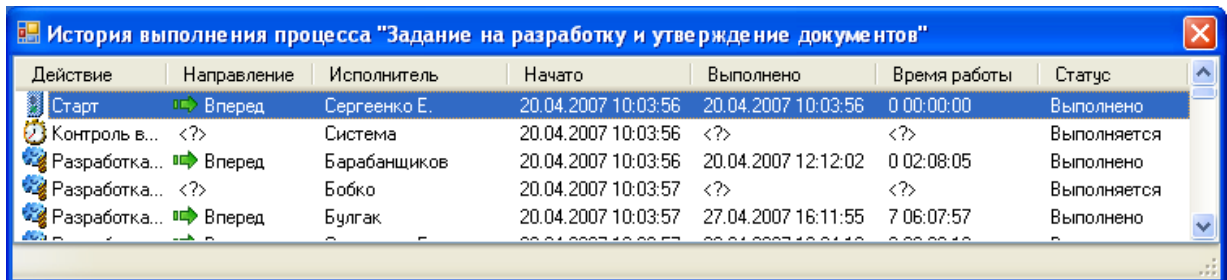 История выполнения процесса "Задание на разработку и утверждение документов"
Действие Направление Исполнитель Начато Выполнено Время работы Статус
Старт Вперед Сергеенко Е. 20.04.2007 10:03:56 20.04.2007 10:03:56 0 00:00:00 Выполнено
Контроль в... <?> Система 20.04.2007 10:03:56 <?> <?> Выполняется
Разработка... Вперед Барабанщиков 20.04.2007 10:03:56 20.04.2007 12:12:02 0 02:08:05 Выполнено
Разработка... <?> Бобко 20.04.2007 10:03:57 <?> <?> Выполняется
Разработка... Вперед Булгак 20.04.2007 10:03:57 27.04.2007 16:11:55 7 06:07:57 Выполнено